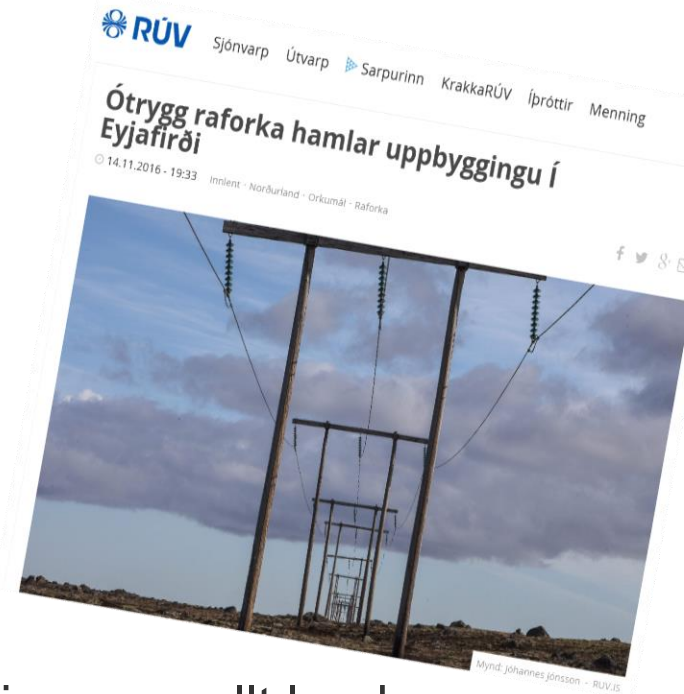 RÚV Sjónvarp Útvarp Sarpurinn KrakkaRÚV Íþróttir Menning
Ótrygg raforka hamlar uppbyggingu í
Eyjafirði
14.11.2016 - 19:33 Innlent · Norðurland · Orkumál · Raforka
Mynd: Jóhannes Jónsson - RUV.IS